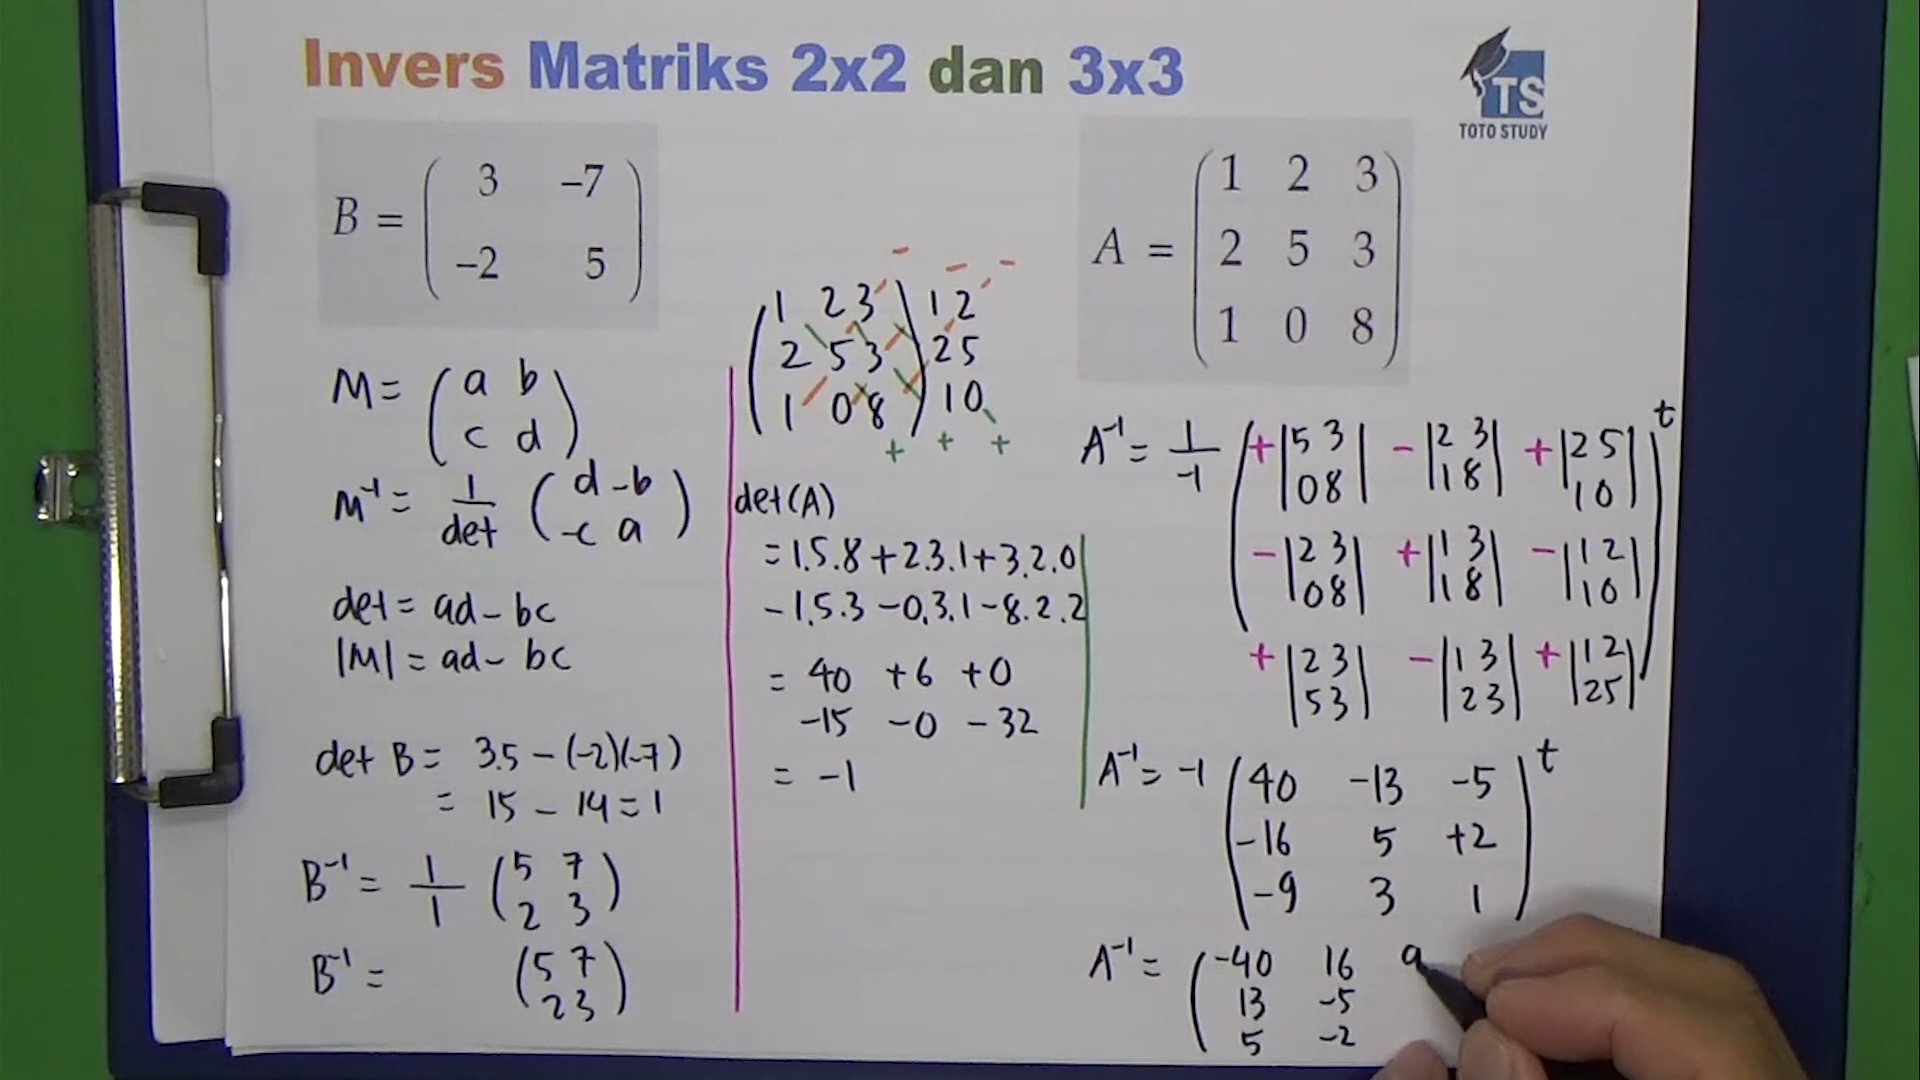 Invers Matriks 2x2 dan 3x3
TS
TOTO STUDY
B = ( 3 –7
–2 5 )
M = ( a b
c d )
M⁻¹ = 1/det ( d -b
-c a )
det = ad - bc
|M| = ad - bc
det B = 3.5 - (-2)(-7)
= 15 - 14 = 1
B⁻¹ = 1/1 ( 5 7
2 3 )
B⁻¹ = ( 5 7
2 3 )
- - -
( 1 2 3 ) 1 2
( 2 5 3 ) 2 5
( 1 0 8 ) 1 0
+ + +
det(A)
= 1.5.8 + 2.3.1 + 3.2.0
- 1.5.3 - 0.3.1 - 8.2.2
= 40 + 6 + 0
-15 - 0 - 32
= -1
A = ( 1 2 3
2 5 3
1 0 8 )
A⁻¹ = 1/-1 ( + |5 3| - |2 3| + |2 5| ) t
|0 8| |1 8| |1 0|
- |2 3| + |1 3| - |1 2|
|0 8| |1 8| |1 0|
+ |2 3| - |1 3| + |1 2|
|5 3| |2 3| |2 5|
A⁻¹ = -1 ( 40 -13 -5 ) t
-16 5 +2
-9 3 1
A⁻¹ = ( -40 16 9
13 -5
5 -2